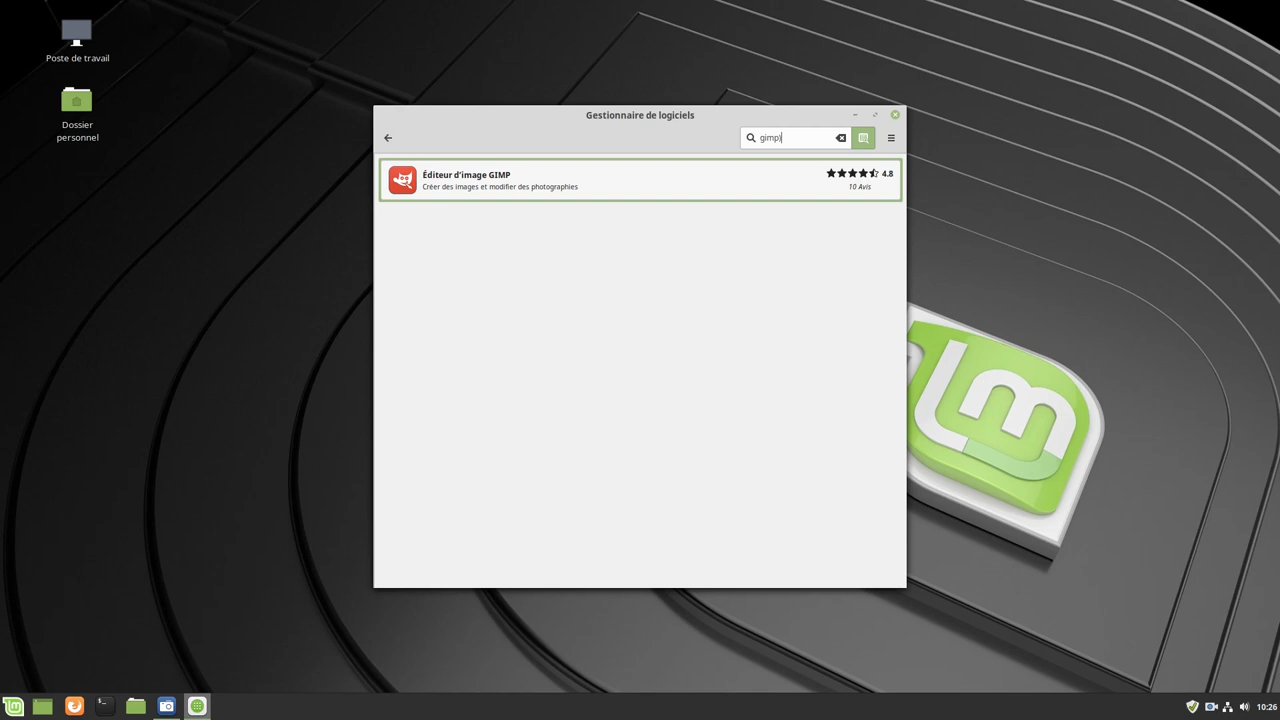 Poste de travail
Dossier
personnel
Gestionnaire de logiciels
gimp)
Éditeur d'image GIMP
Créer des images et modifier des photographies
4.8
10 Avis
lm
10:26